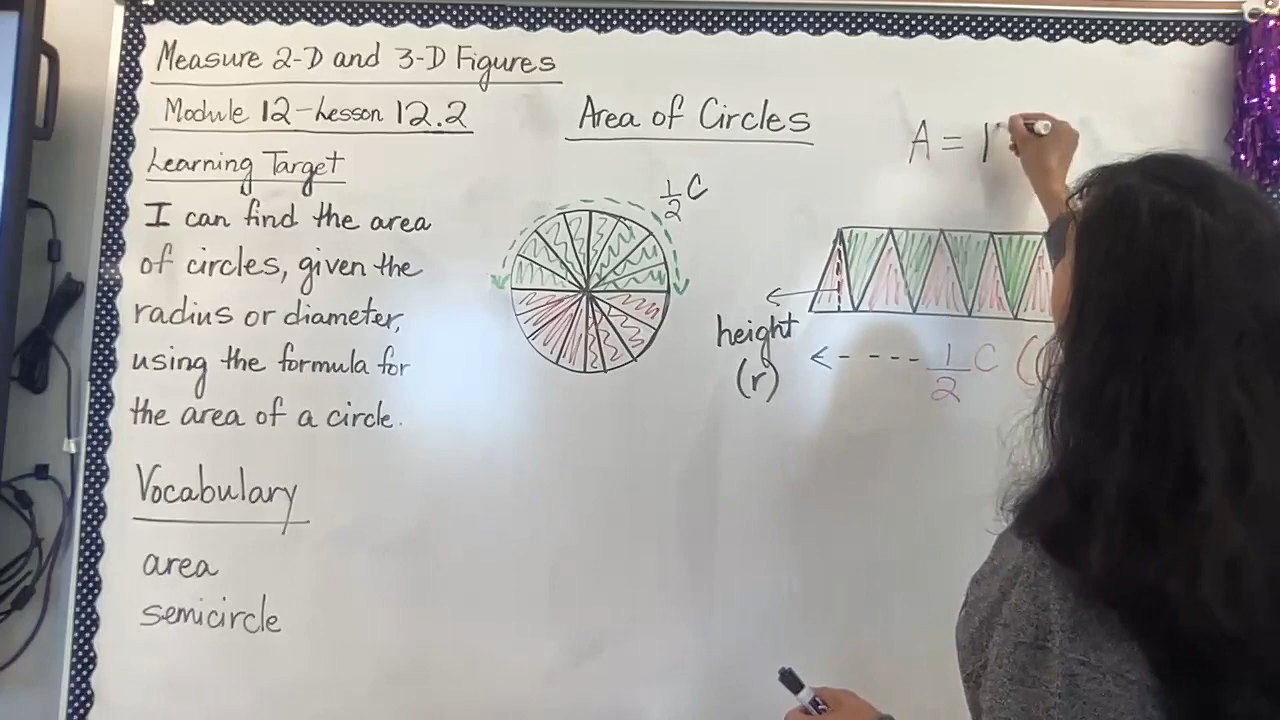 Measure 2-D and 3-D Figures
Module 12-Lesson 12.2
Area of Circles
Learning Target
I can find the area
of circles, given the
radius or diameter,
using the formula for
the area of a circle.
Vocabulary
area
semicircle
1/2 C
A =
height
(r)
1/2 C